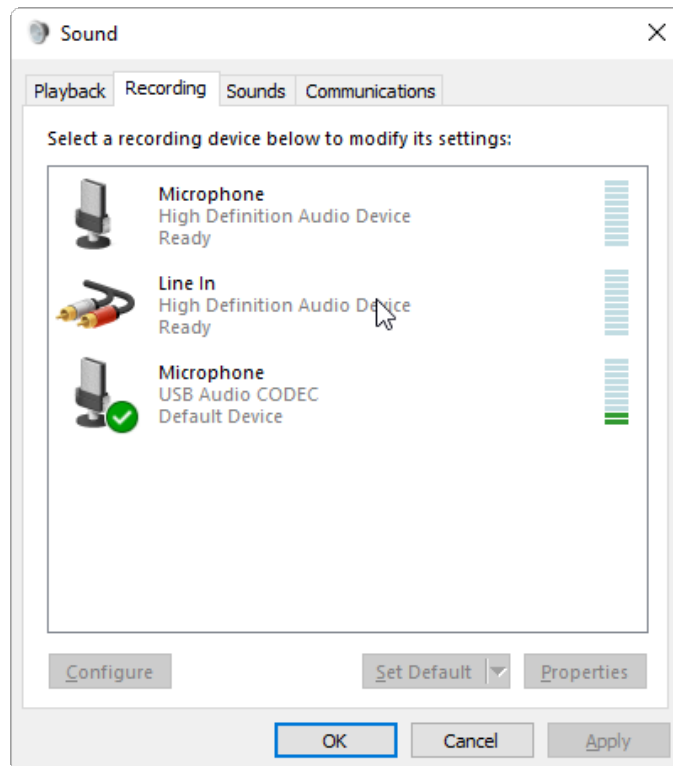 Sound
Playback Recording Sounds Communications
Select a recording device below to modify its settings:
Microphone
High Definition Audio Device
Ready
Line In
High Definition Audio Device
Ready
Microphone
USB Audio CODEC
Default Device
Configure Set Default Properties
OK Cancel Apply